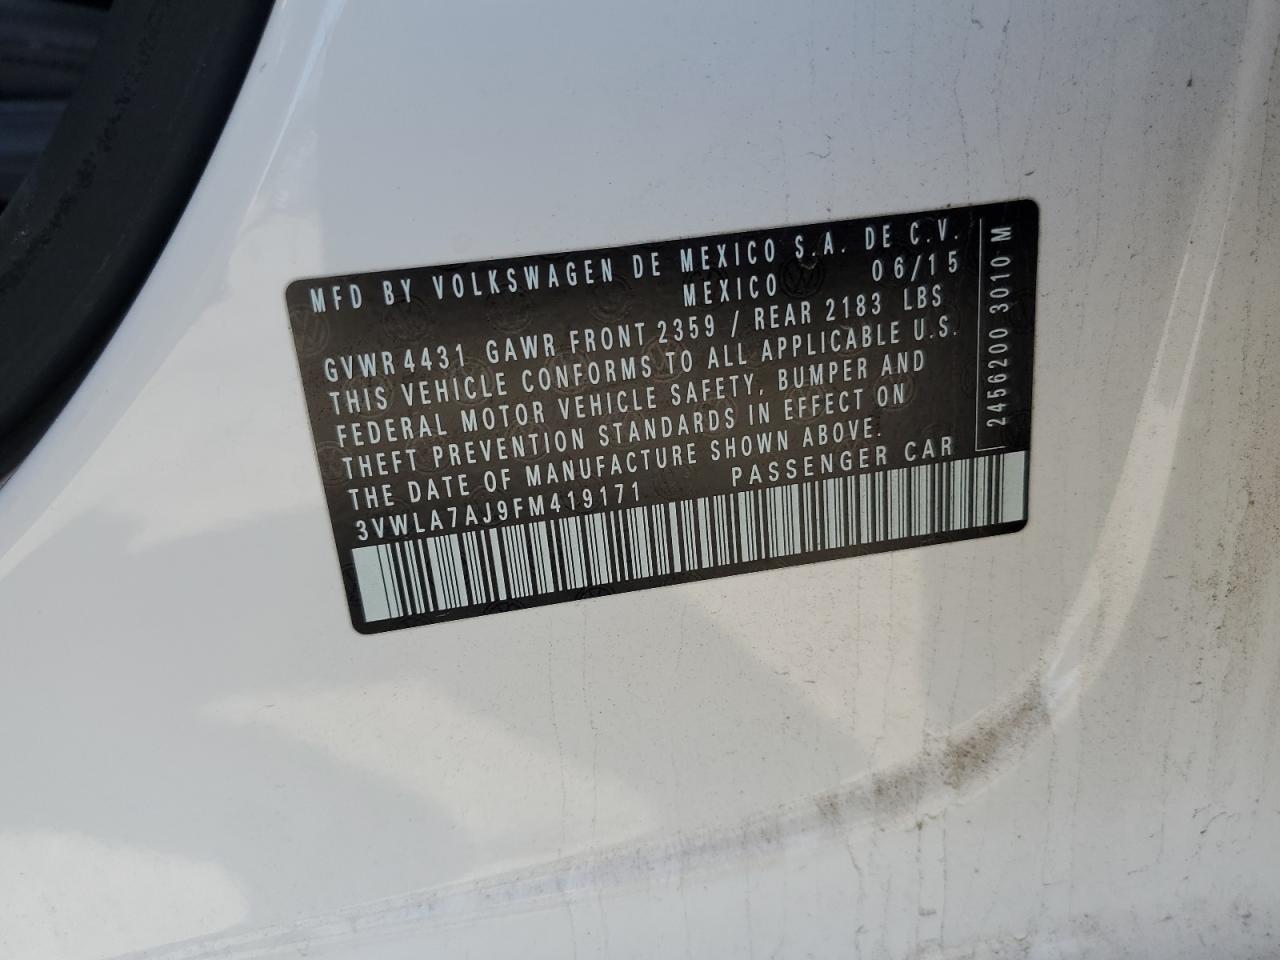 MFD BY VOLKSWAGEN DE MEXICO S.A. DE C.V.
MEXICO 06/15
GVWR 4431 GAWR FRONT 2359 / REAR 2183 LBS
THIS VEHICLE CONFORMS TO ALL APPLICABLE U.S.
FEDERAL MOTOR VEHICLE SAFETY, BUMPER AND
THEFT PREVENTION STANDARDS IN EFFECT ON
THE DATE OF MANUFACTURE SHOWN ABOVE.
3VWLA7AJ9FM419171 PASSENGER CAR
2456200 3010 M